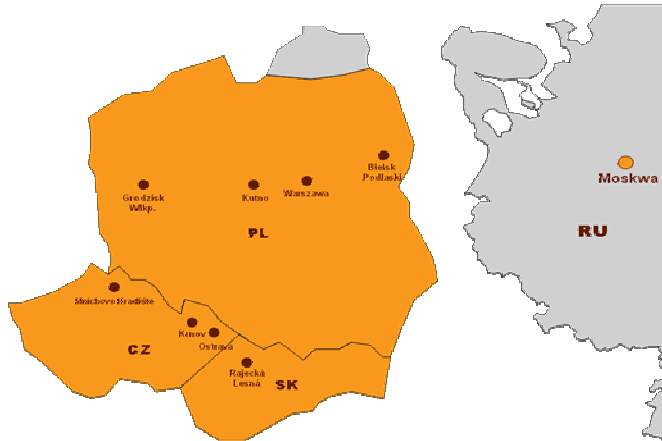 Bielsk
Podlaski
Moskwa
Grodzisk
Wlkp.
Kutno
Warszawa
PL
RU
Mnichovo Hradiště
Krnov
Ostrava
CZ
Rajecká
Lesná
SK